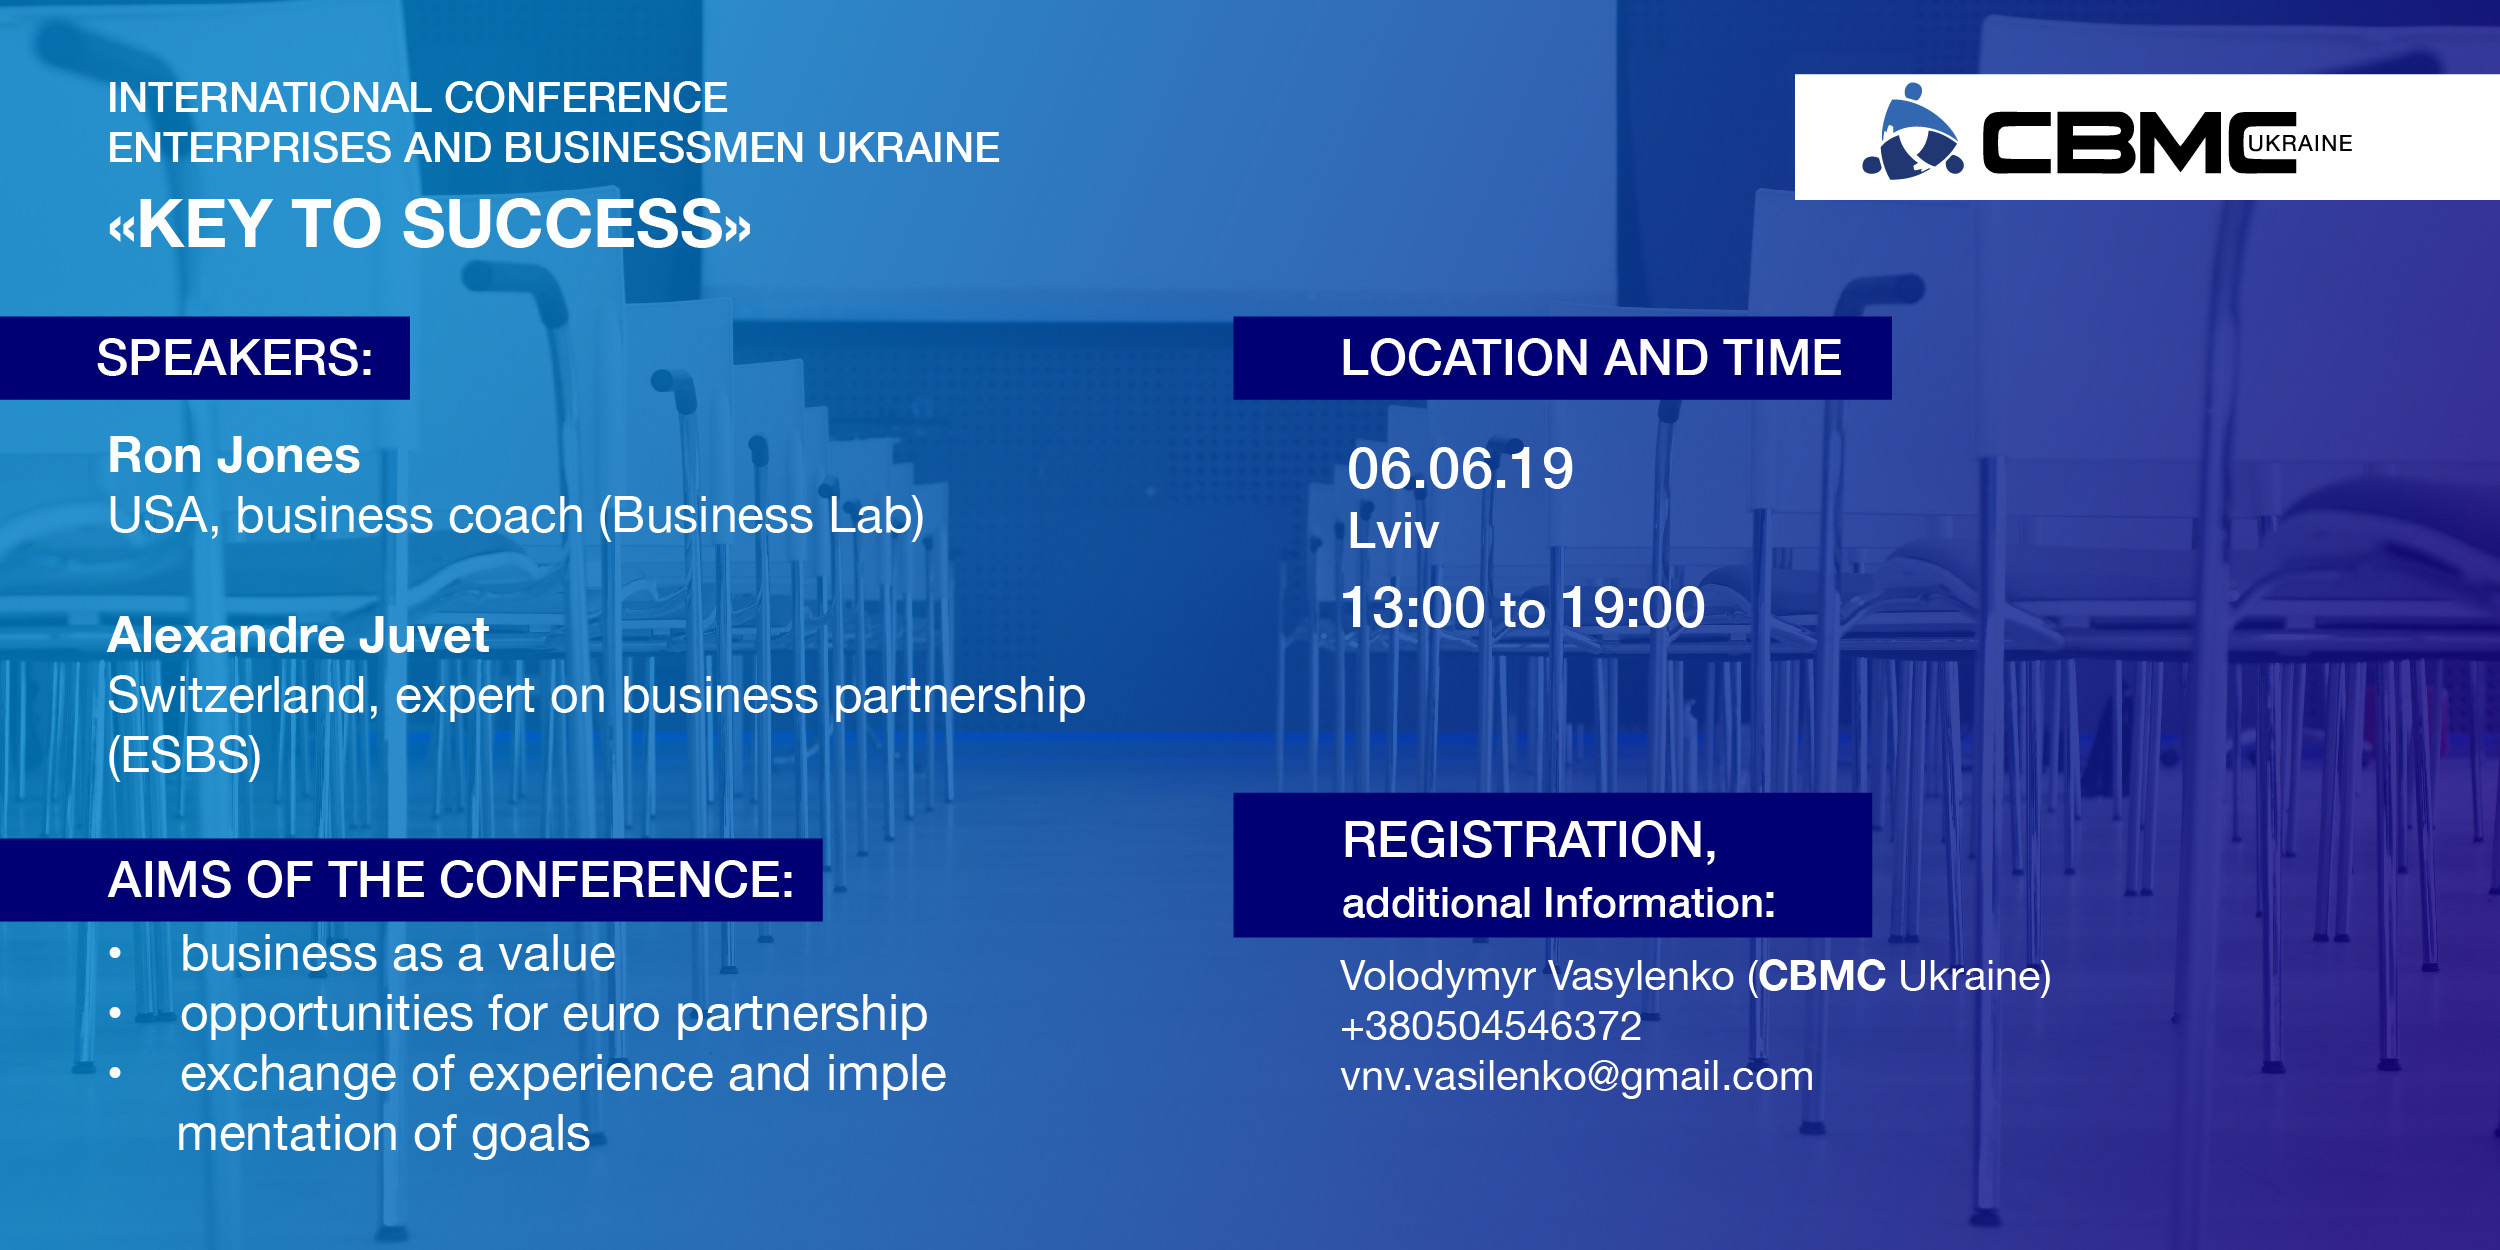 INTERNATIONAL CONFERENCE
ENTERPRISES AND BUSINESSMEN UKRAINE
«KEY TO SUCCESS»
CBMC UKRAINE
SPEAKERS:
Ron Jones
USA, business coach (Business Lab)
Alexandre Juvet
Switzerland, expert on business partnership
(ESBS)
AIMS OF THE CONFERENCE:
• business as a value
• opportunities for euro partnership
• exchange of experience and imple
mentation of goals
LOCATION AND TIME
06.06.19
Lviv
13:00 to 19:00
REGISTRATION,
additional Information:
Volodymyr Vasylenko (CBMC Ukraine)
+380504546372
vnv.vasilenko@gmail.com